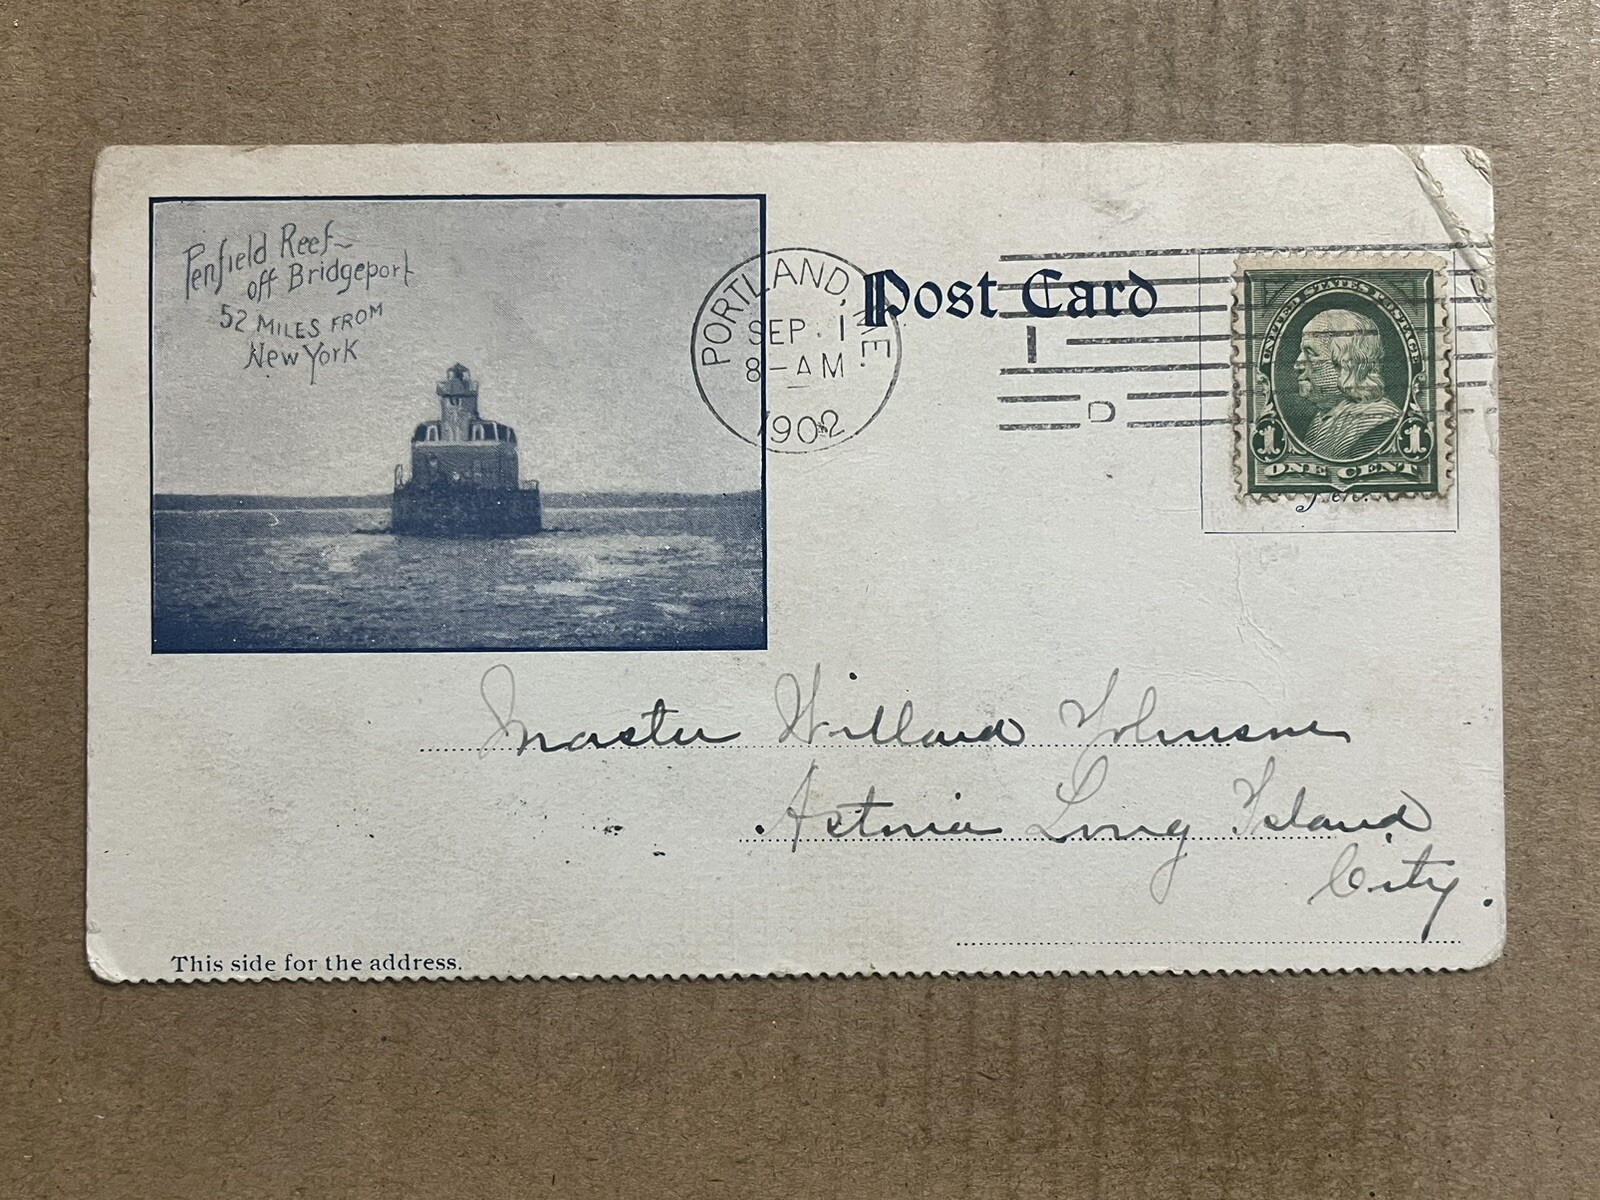 Penfield Reef~
off Bridgeport
52 MILES FROM
New York
PORTLAND, ME.
SEP. 1
8-AM
1902
Post Card
1
D
UNITED STATES POSTAGE
1 1
ONE CENT
Master Willard Johnson
Astoria Long Island
City.
This side for the address.